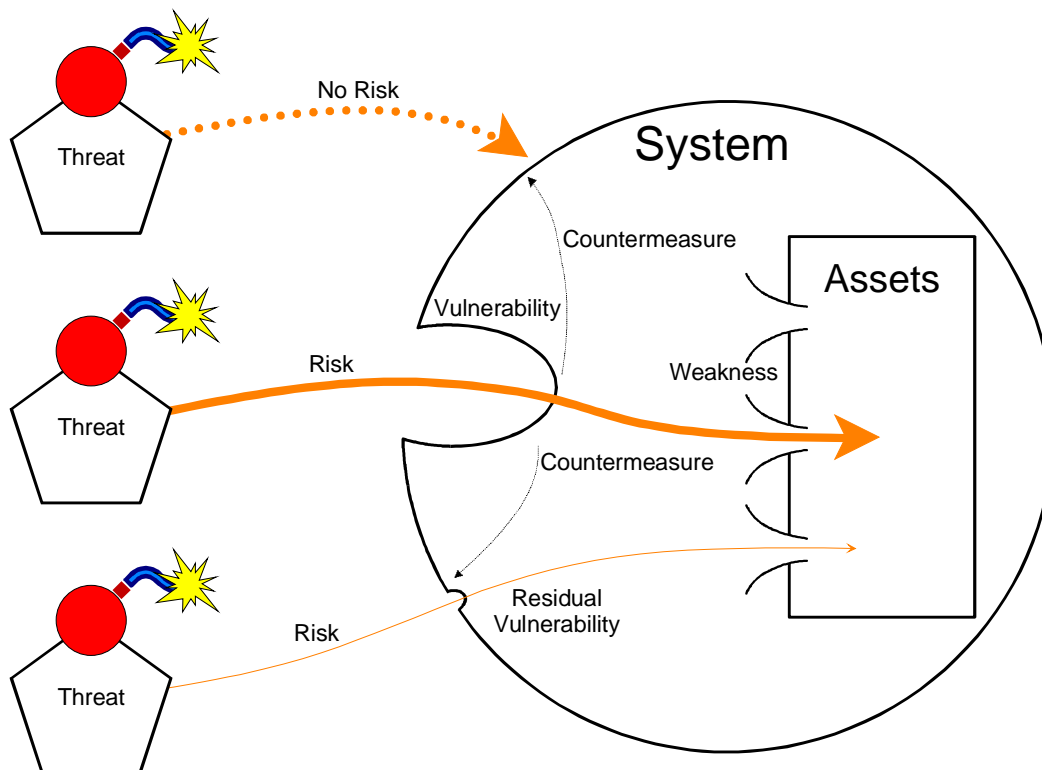 No Risk
Threat
System
Countermeasure
Assets
Vulnerability
Risk
Weakness
Threat
Countermeasure
Residual
Vulnerability
Risk
Threat